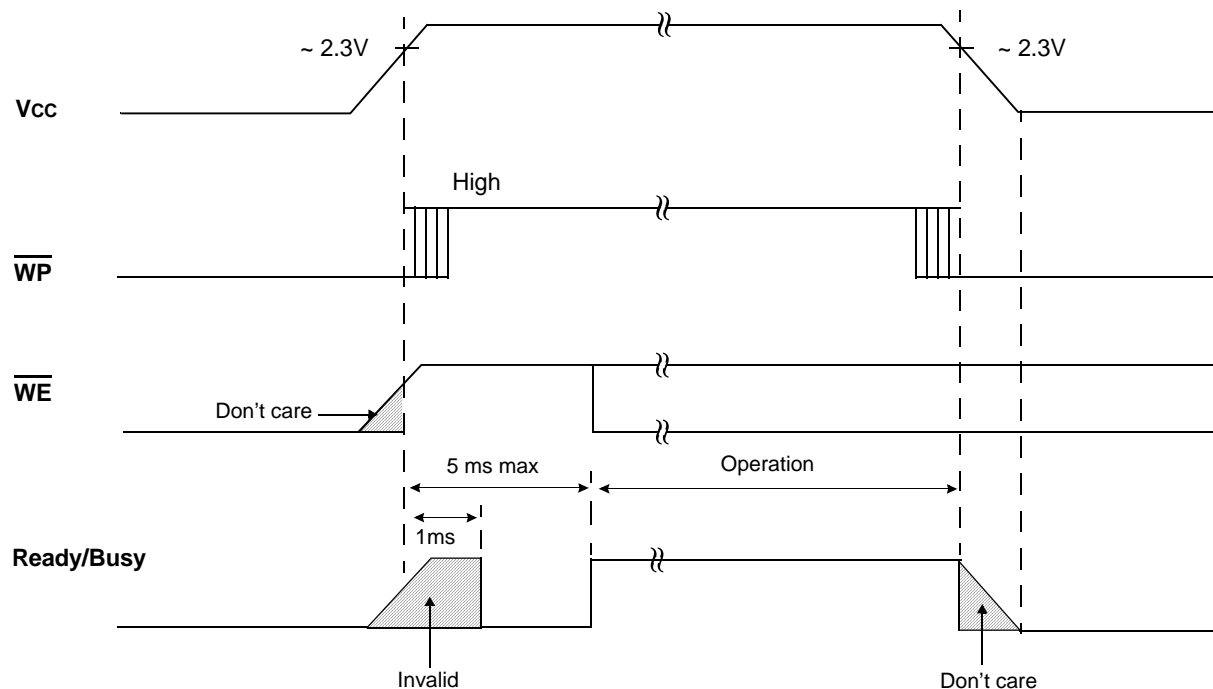 ~ 2.3V
~ 2.3V
Vcc
High
WP
WE
Don't care
5 ms max
Operation
1ms
Ready/Busy
Invalid
Don't care